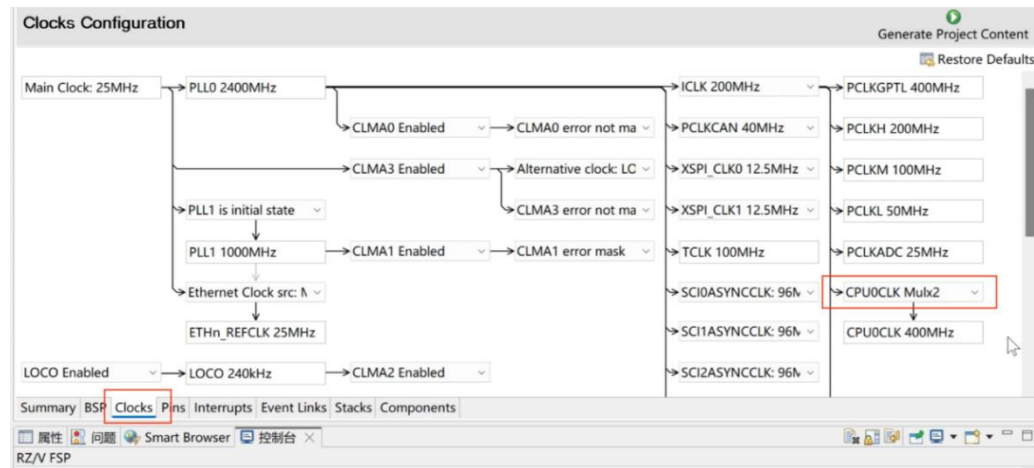 Clocks Configuration
Generate Project Content
Restore Defaults
Main Clock: 25MHz
PLL0 2400MHz
ICLK 200MHz
PCLKGPTL 400MHz
CLMA0 Enabled
CLMA0 error not ma
PCLKCAN 40MHz
PCLKH 200MHz
CLMA3 Enabled
Alternative clock: LC
XSPI_CLK0 12.5MHz
PCLKM 100MHz
PLL1 is initial state
CLMA3 error not ma
XSPI_CLK1 12.5MHz
PCLKL 50MHz
PLL1 1000MHz
CLMA1 Enabled
CLMA1 error mask
TCLK 100MHz
PCLKADC 25MHz
Ethernet Clock src: M
SCI0ASYNCCLK: 96M
CPU0CLK Mulx2
ETHn_REFCLK 25MHz
SCI1ASYNCCLK: 96M
CPU0CLK 400MHz
LOCO Enabled
LOCO 240kHz
CLMA2 Enabled
SCI2ASYNCCLK: 96M
Summary BSP Clocks Pins Interrupts Event Links Stacks Components
属性 问题 Smart Browser 控制台
RZ/V FSP